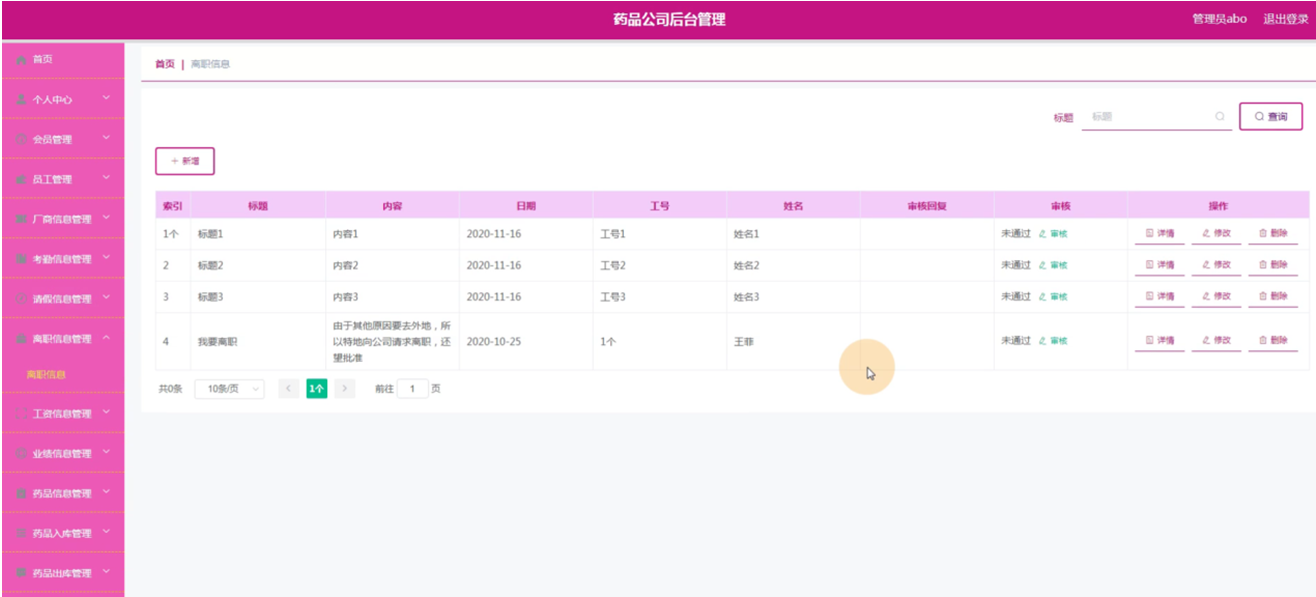 药品公司后台管理 管理员abo 退出登录
首页
个人中心
会员管理
员工管理
厂商信息管理
考勤信息管理
请假信息管理
离职信息管理
离职信息
工资信息管理
业绩信息管理
药品信息管理
药品入库管理
药品出库管理
首页 | 离职信息
标题 标题 查询
+ 新增
索引 标题 内容 日期 工号 姓名 审核回复 审核 操作
1个 标题1 内容1 2020-11-16 工号1 姓名1 未通过 审核 详情 修改 删除
2 标题2 内容2 2020-11-16 工号2 姓名2 未通过 审核 详情 修改 删除
3 标题3 内容3 2020-11-16 工号3 姓名3 未通过 审核 详情 修改 删除
由于其他原因要去外地，所
4 我要离职 以特地向公司请求离职，还 2020-10-25 1个 王菲 未通过 审核 详情 修改 删除
望批准
共0条 10条/页 < 1个 > 前往 1 页